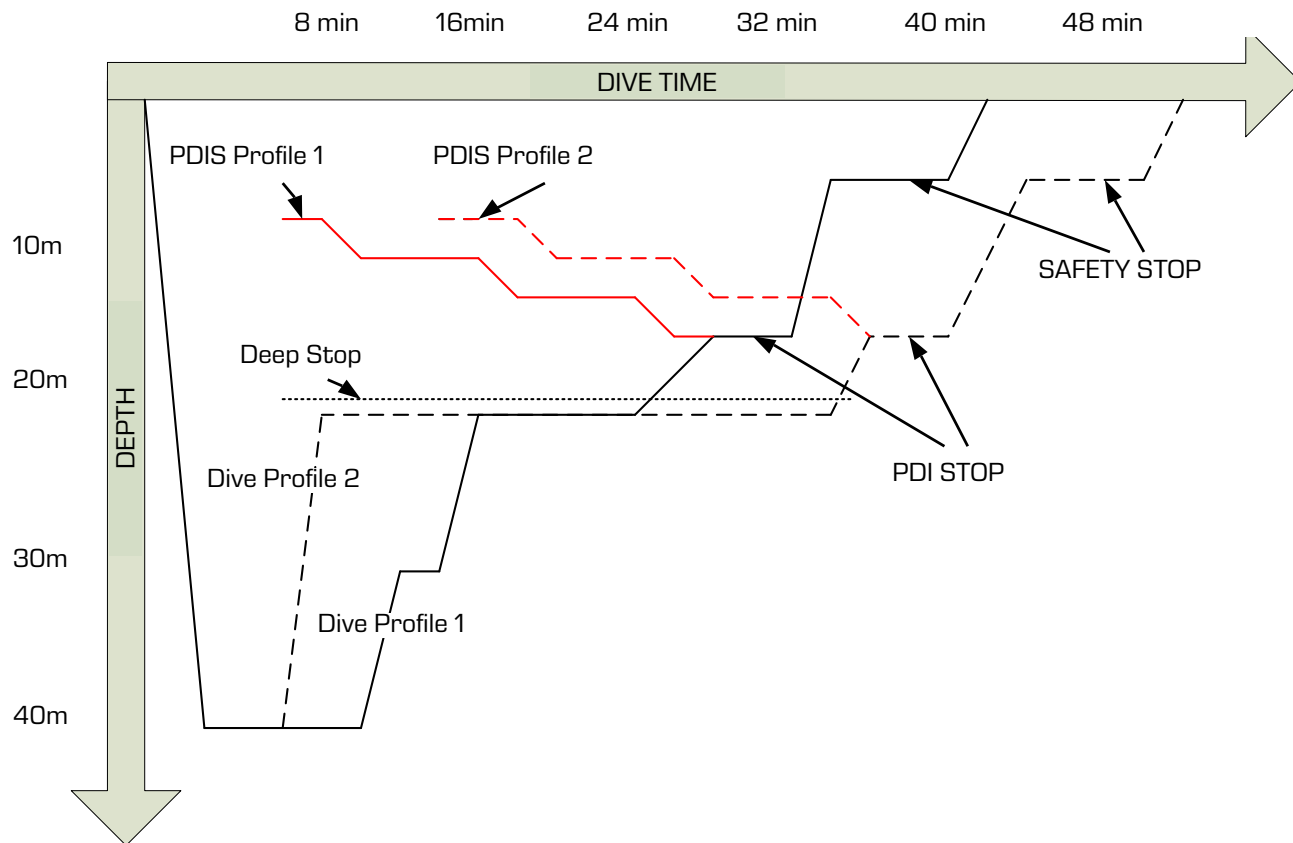 8 min 16min 24 min 32 min 40 min 48 min
DIVE TIME
PDIS Profile 1 PDIS Profile 2
10m
SAFETY STOP
Deep Stop
20m
DEPTH
PDI STOP
Dive Profile 2
30m
Dive Profile 1
40m